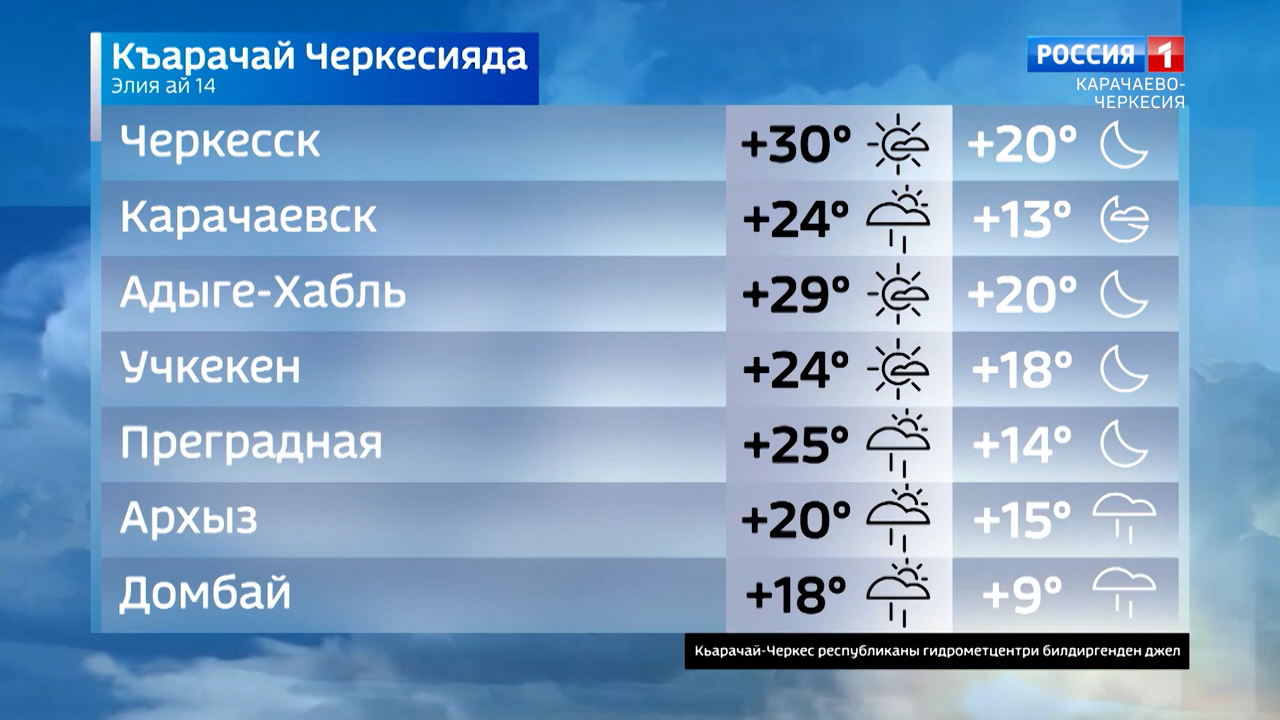 Къарачай Черкесияда
Элия ай 14
РОССИЯ 1
КАРАЧАЕВО-
ЧЕРКЕСИЯ
Черкесск +30° +20°
Карачаевск +24° +13°
Адыге-Хабль +29° +20°
Учкекен +24° +18°
Преградная +25° +14°
Архыз +20° +15°
Домбай +18° +9°
Кьарачай-Черкес республиканы гидрометцентри билдиргенден джел